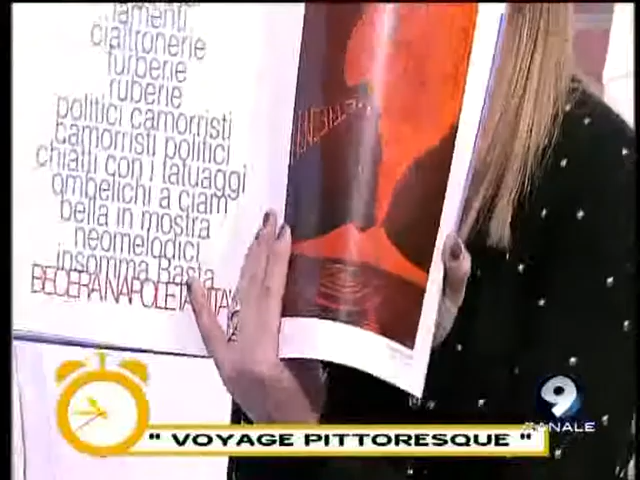 lamenti
cialtronerie
furberie
ruberie
politici camorristi
camorristi politici
chiatti con i tatuaggi
ombelichi a ciam
bella in mostra
neomelodici
insomma Basta
BECERANAPOLETANITA'
" VOYAGE PITTORESQUE "
9
CANALE